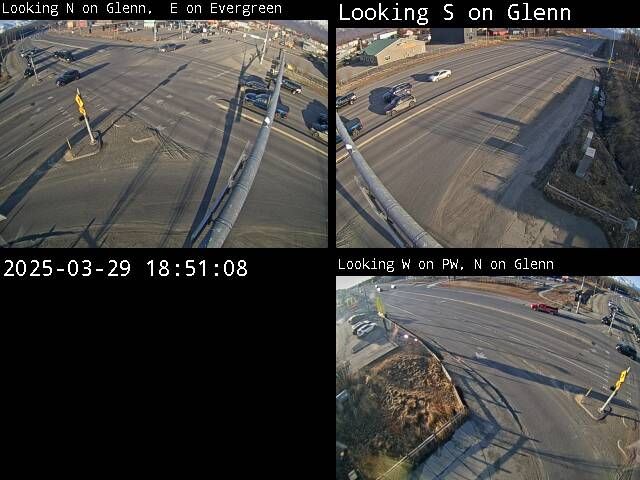 Looking N on Glenn,  E on Evergreen
Looking S on Glenn
2025-03-29 18:51:08
Looking W on PW, N on Glenn